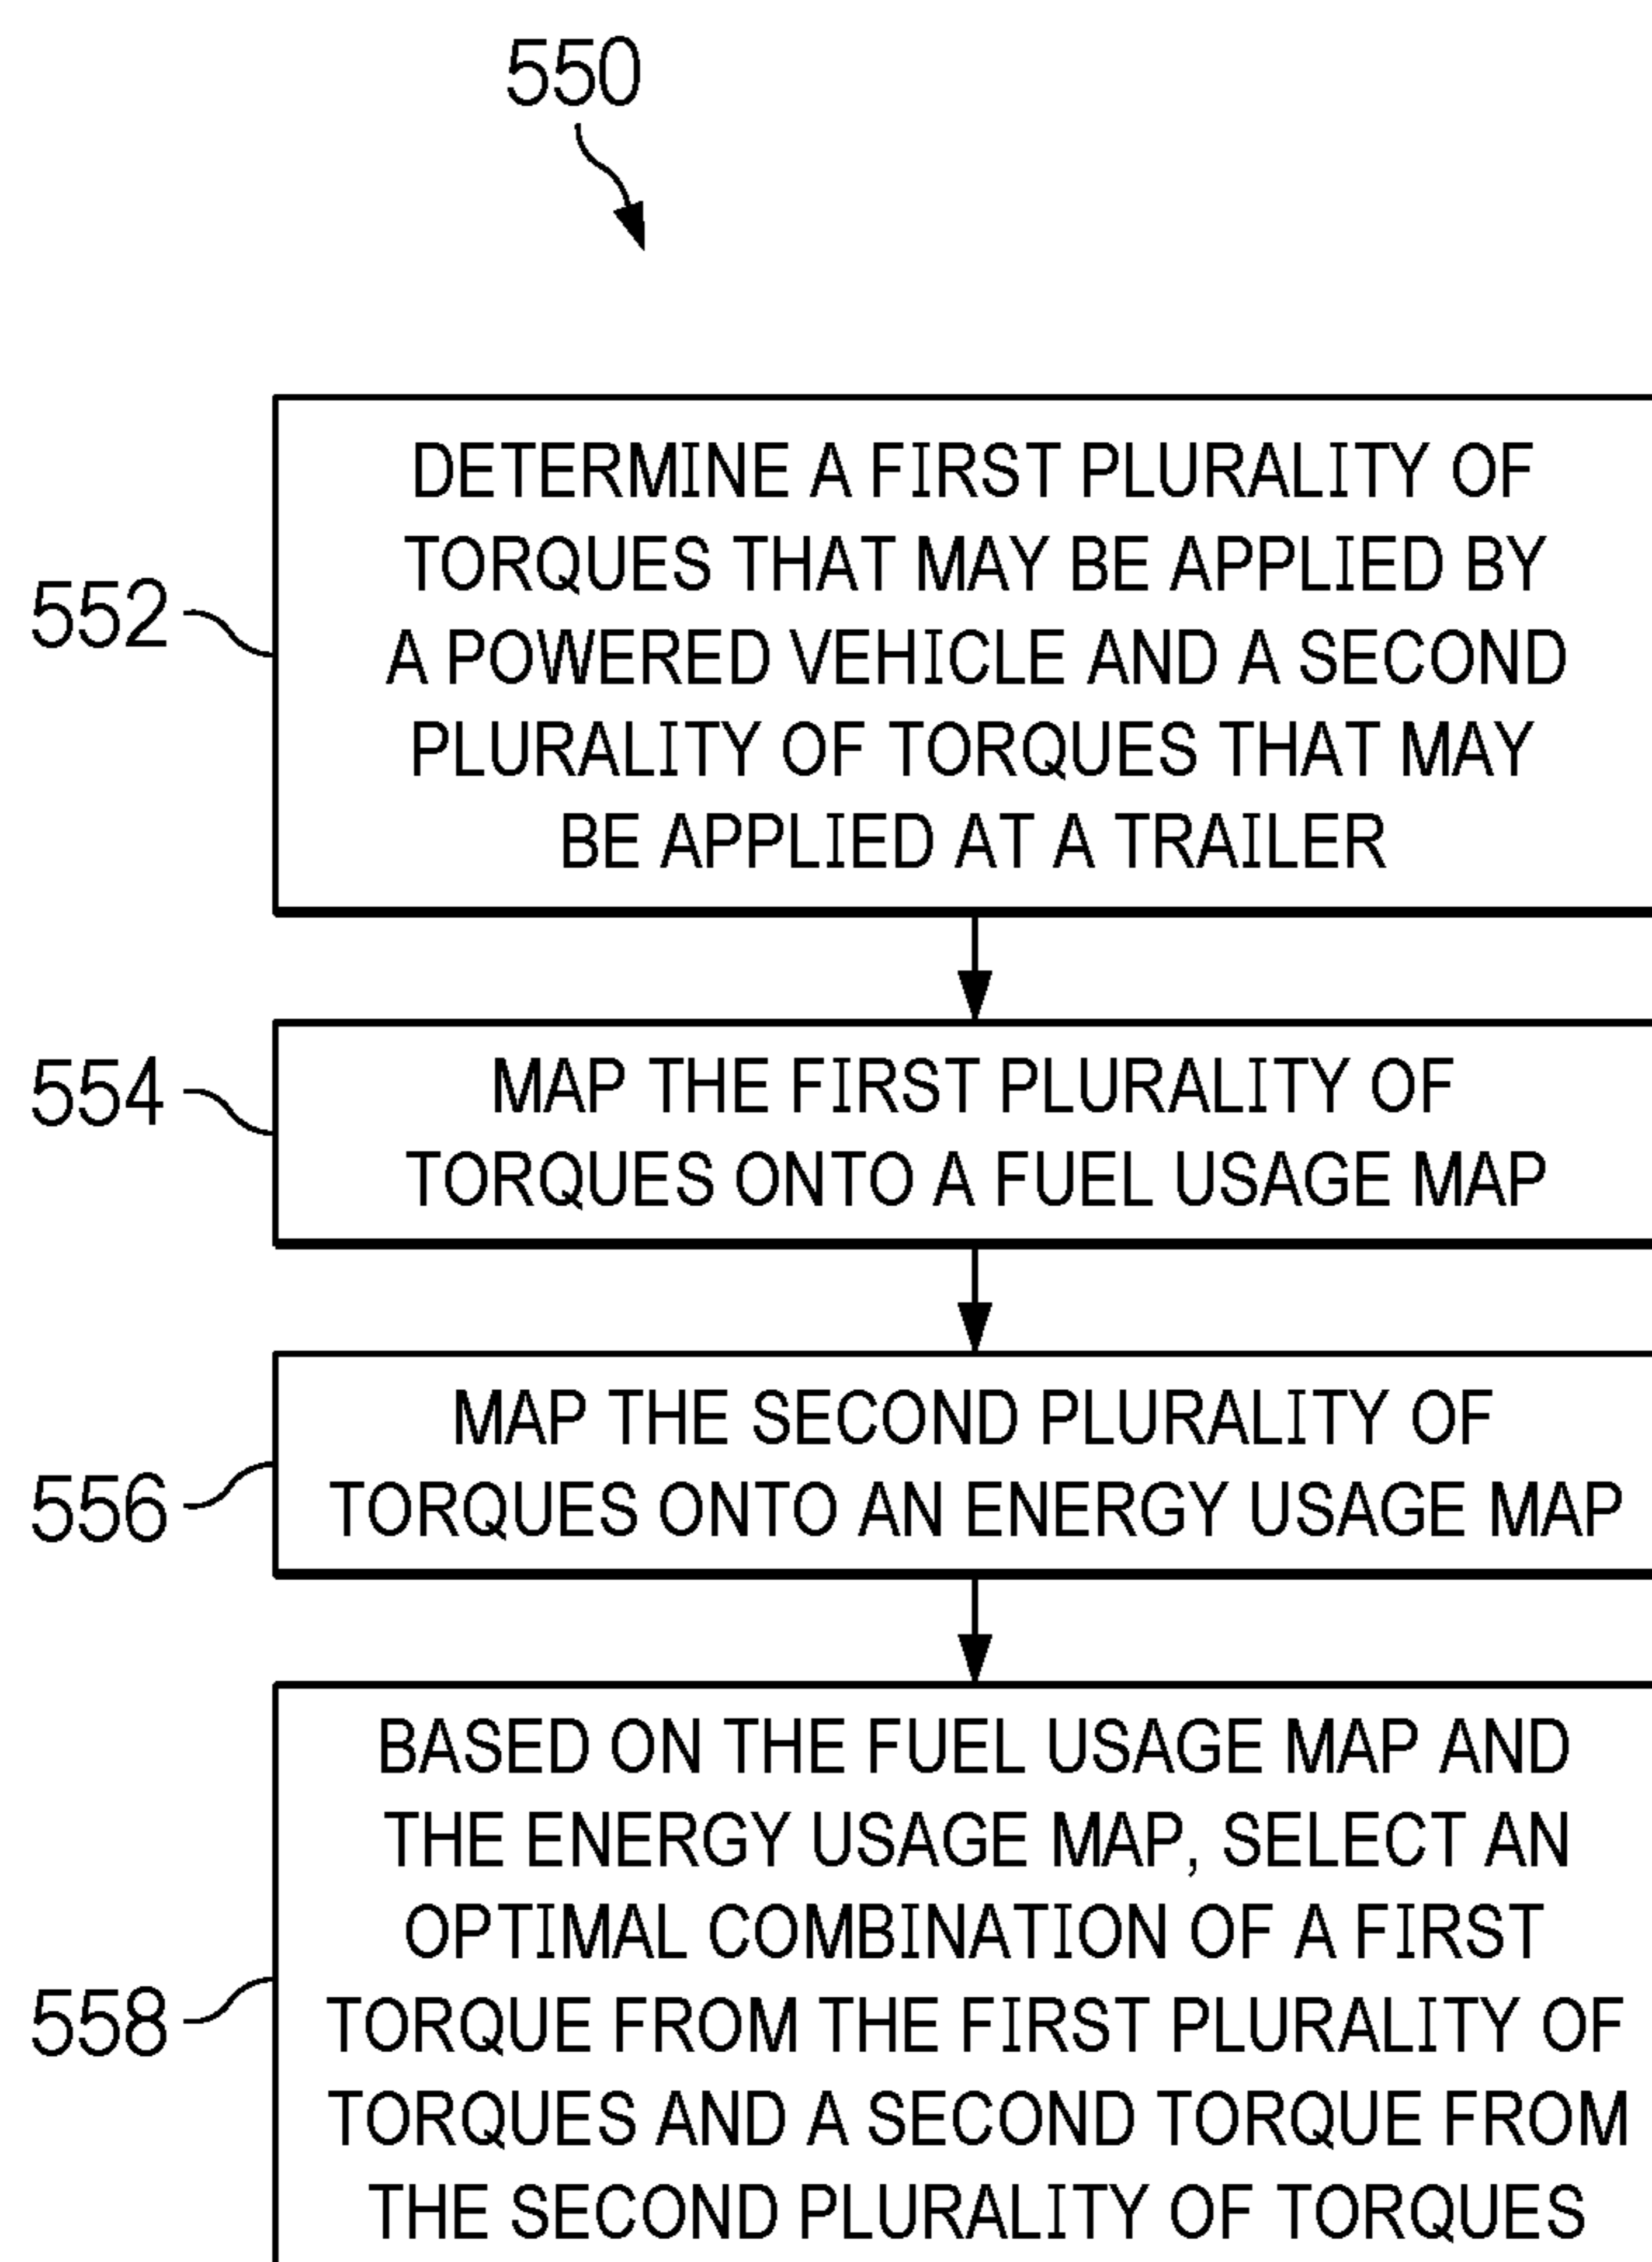 550
552
DETERMINE A FIRST PLURALITY OF
TORQUES THAT MAY BE APPLIED BY
A POWERED VEHICLE AND A SECOND
PLURALITY OF TORQUES THAT MAY
BE APPLIED AT A TRAILER
554
MAP THE FIRST PLURALITY OF
TORQUES ONTO A FUEL USAGE MAP
556
MAP THE SECOND PLURALITY OF
TORQUES ONTO AN ENERGY USAGE MAP
558
BASED ON THE FUEL USAGE MAP AND
THE ENERGY USAGE MAP, SELECT AN
OPTIMAL COMBINATION OF A FIRST
TORQUE FROM THE FIRST PLURALITY OF
TORQUES AND A SECOND TORQUE FROM
THE SECOND PLURALITY OF TORQUES